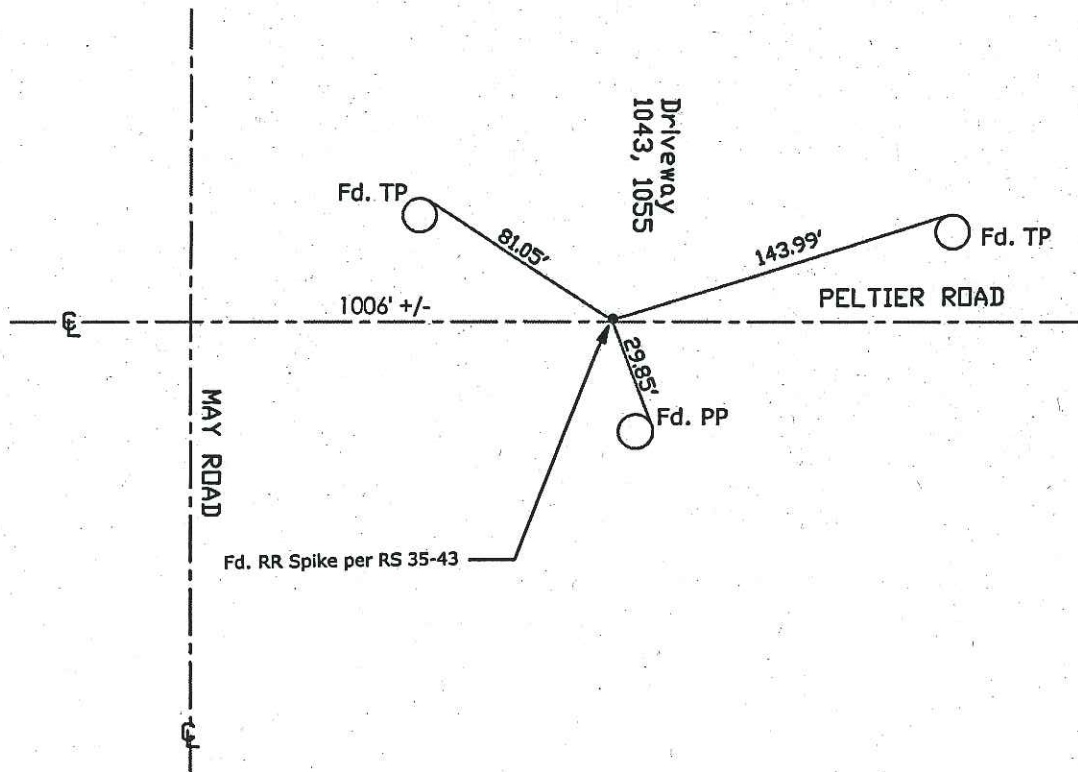 Driveway
1043, 1055
Fd. TP
81.05'
143.99'
Fd. TP
1006' +/-
PELTIER ROAD
℄
29.85'
Fd. PP
MAY ROAD
Fd. RR Spike per RS 35-43
℄